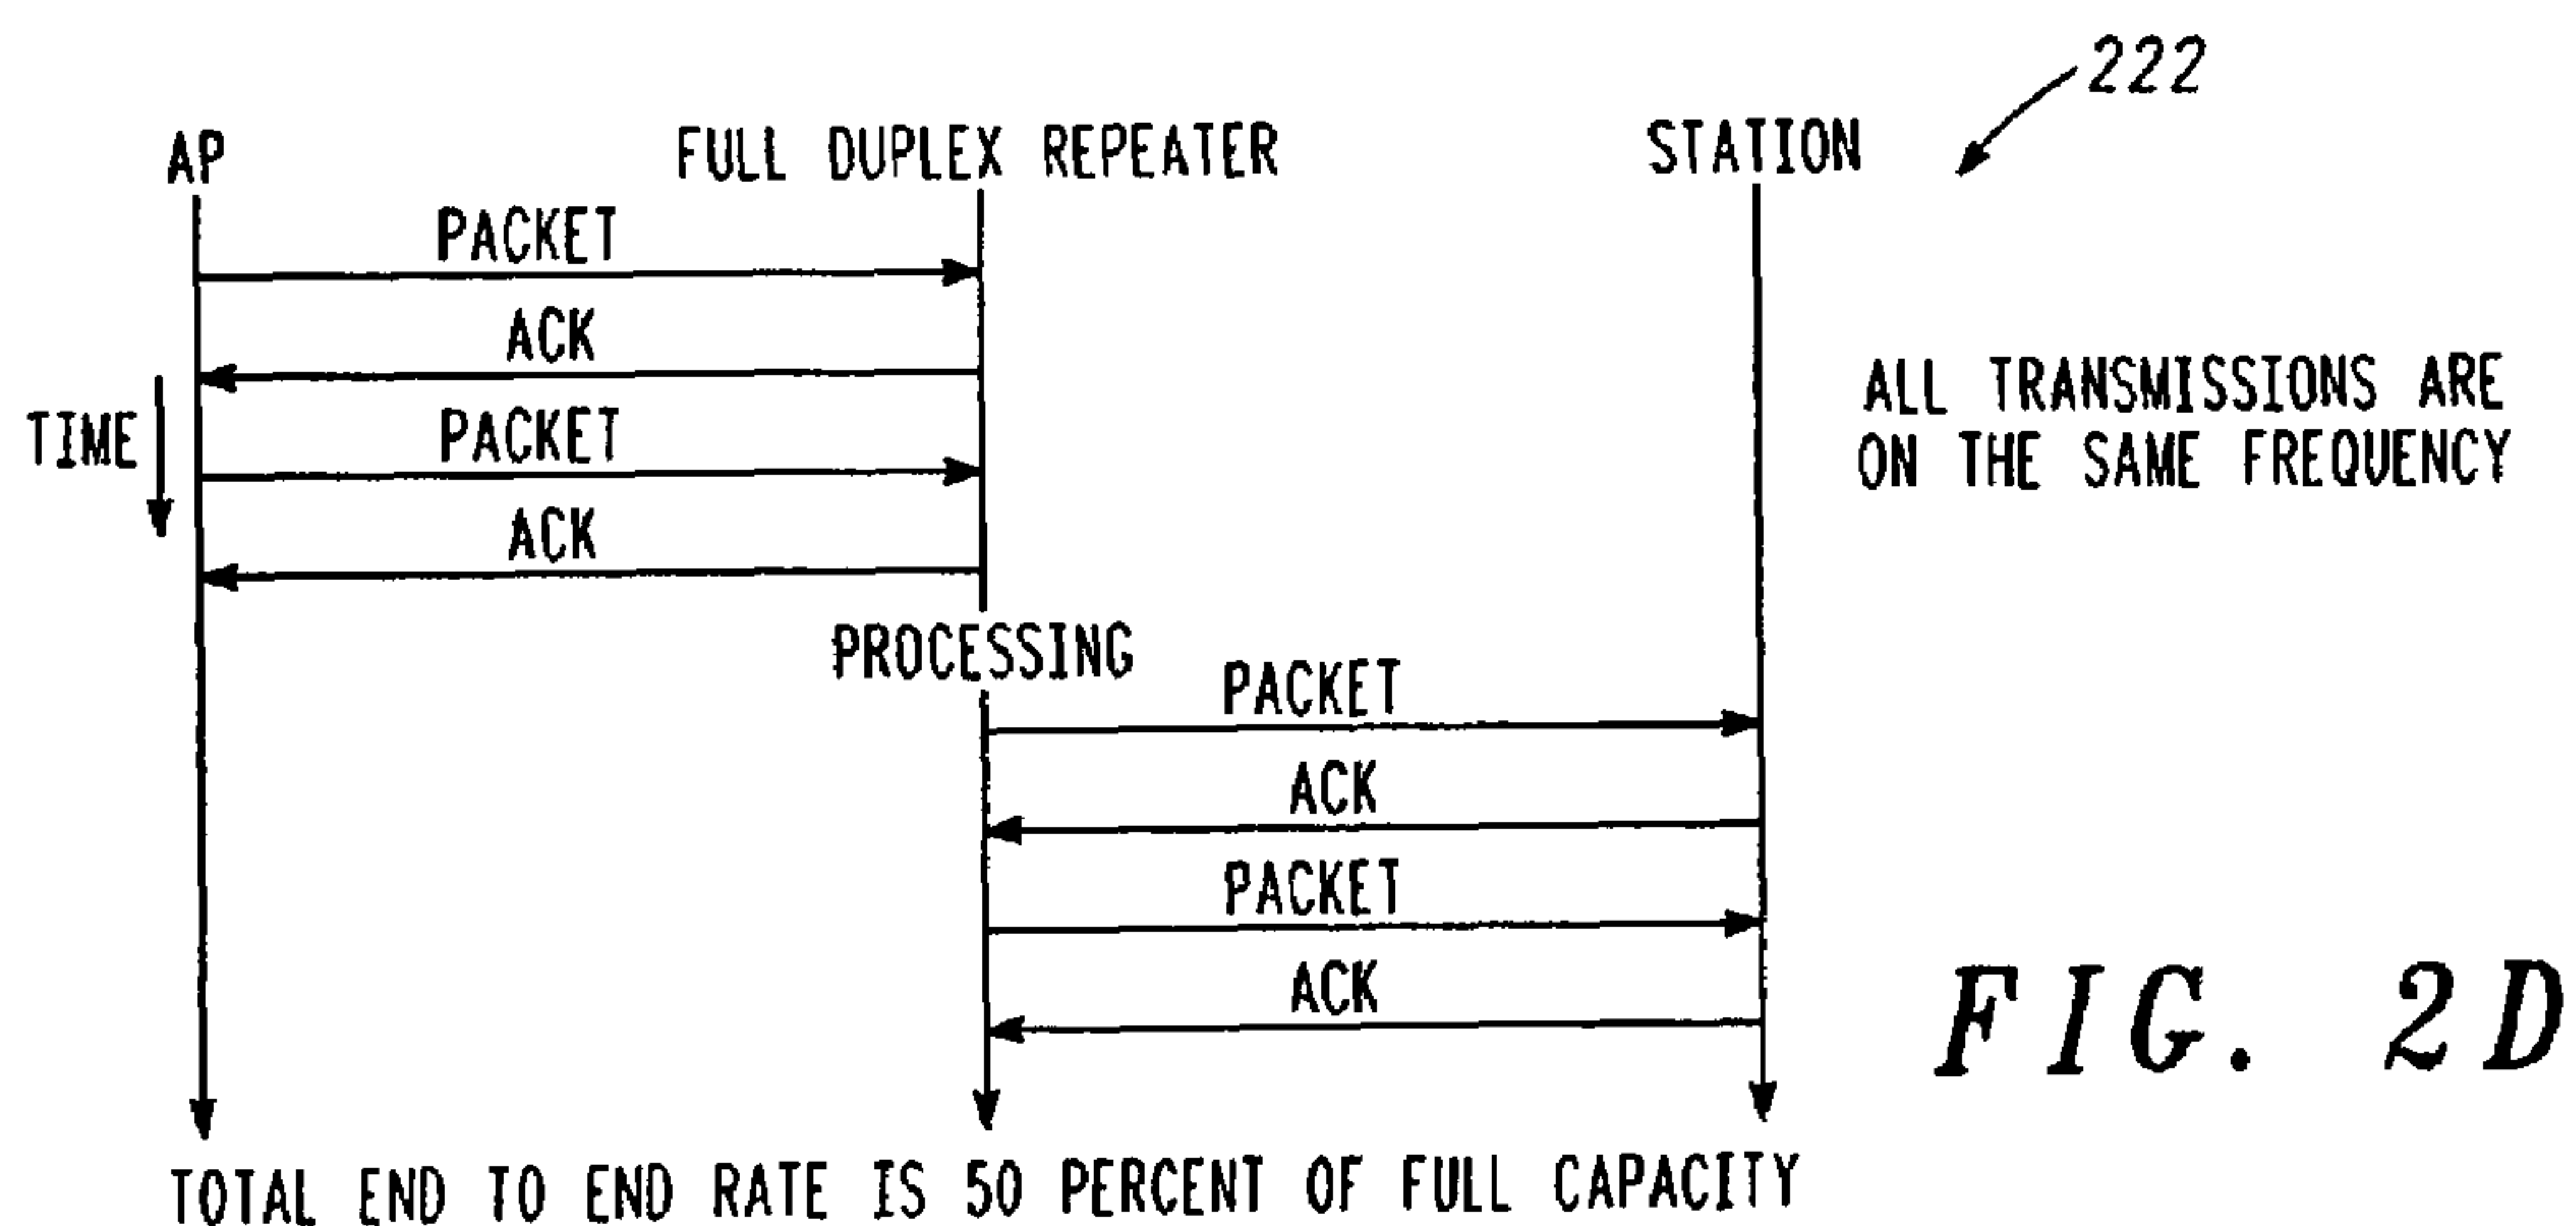 222
AP
FULL DUPLEX REPEATER
STATION
PACKET
ACK
ALL TRANSMISSIONS ARE
ON THE SAME FREQUENCY
TIME
PACKET
ACK
PROCESSING
PACKET
ACK
PACKET
ACK
FIG. 2D
TOTAL END TO END RATE IS 50 PERCENT OF FULL CAPACITY